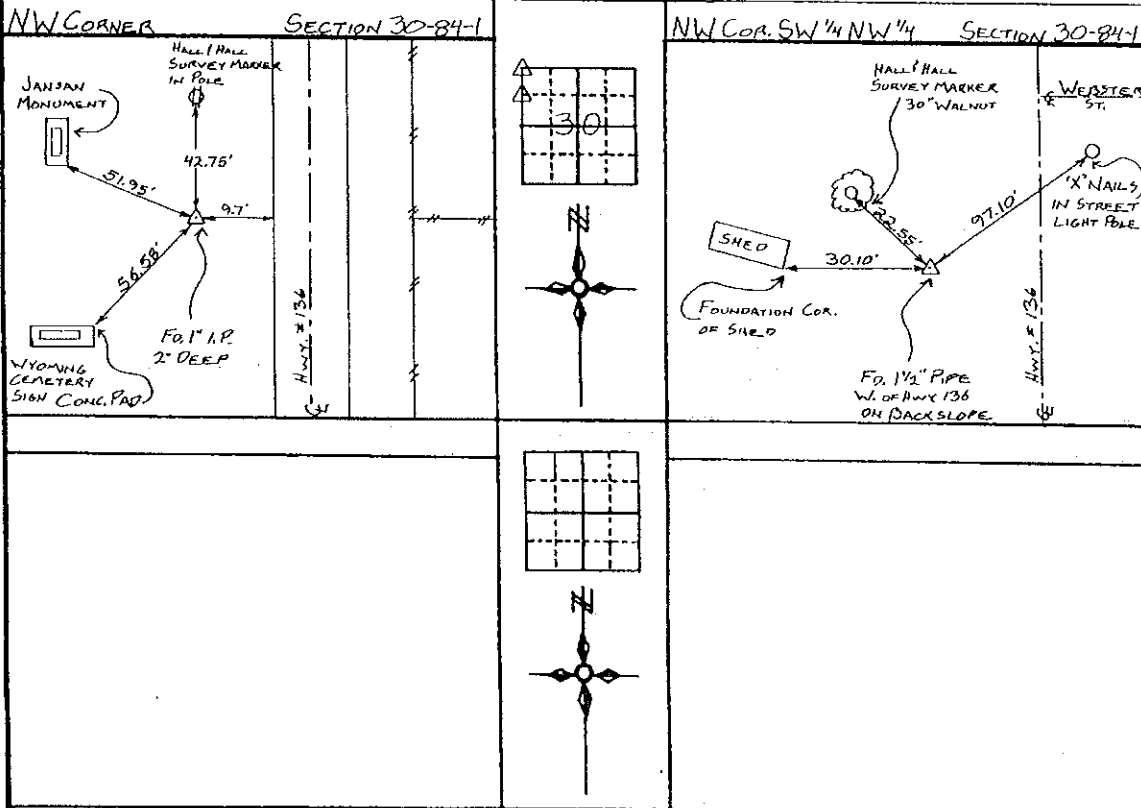 NW CORNER SECTION 30-84-1
HALL & HALL
SURVEY MARKER
IN POLE
JANSAN
MONUMENT
42.75'
51.95'
9.7'
56.58'
FD. 1" I.P.
2" DEEP
WYOMING
CEMETERY
SIGN CONC. PAD
HWY. #136
30
N
NW COR. SW 1/4 NW 1/4 SECTION 30-84-1
HALL & HALL
SURVEY MARKER
30" WALNUT
WEBSTER
ST.
"X" NAILS
IN STREET
LIGHT POLE
22.55'
97.10'
SHED
30.10'
FOUNDATION COR.
OF SHED
FD. 1 1/2" PIPE
W. OF HWY 136
ON BACKSLOPE
HWY. #136
N